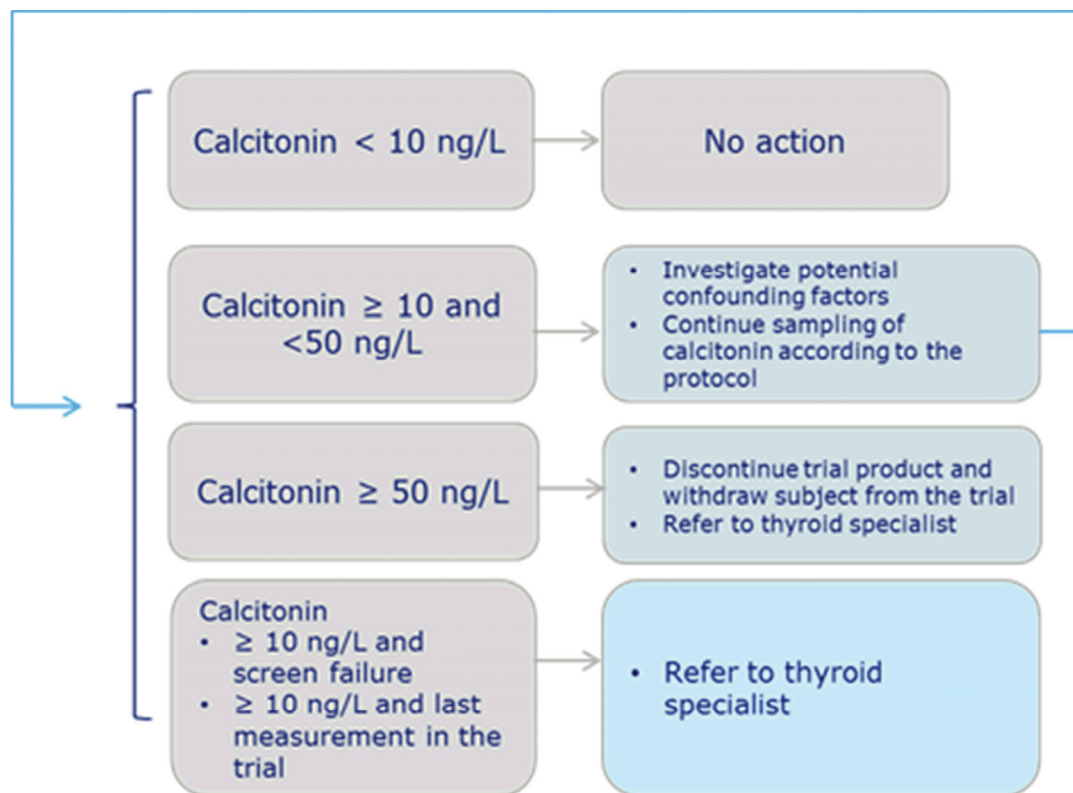 Calcitonin < 10 ng/L
No action
Calcitonin ≥ 10 and
<50 ng/L
• Investigate potential
confounding factors
• Continue sampling of
calcitonin according to the
protocol
Calcitonin ≥ 50 ng/L
• Discontinue trial product and
withdraw subject from the trial
• Refer to thyroid specialist
Calcitonin
• ≥ 10 ng/L and
screen failure
• ≥ 10 ng/L and last
measurement in the
trial
• Refer to thyroid
specialist